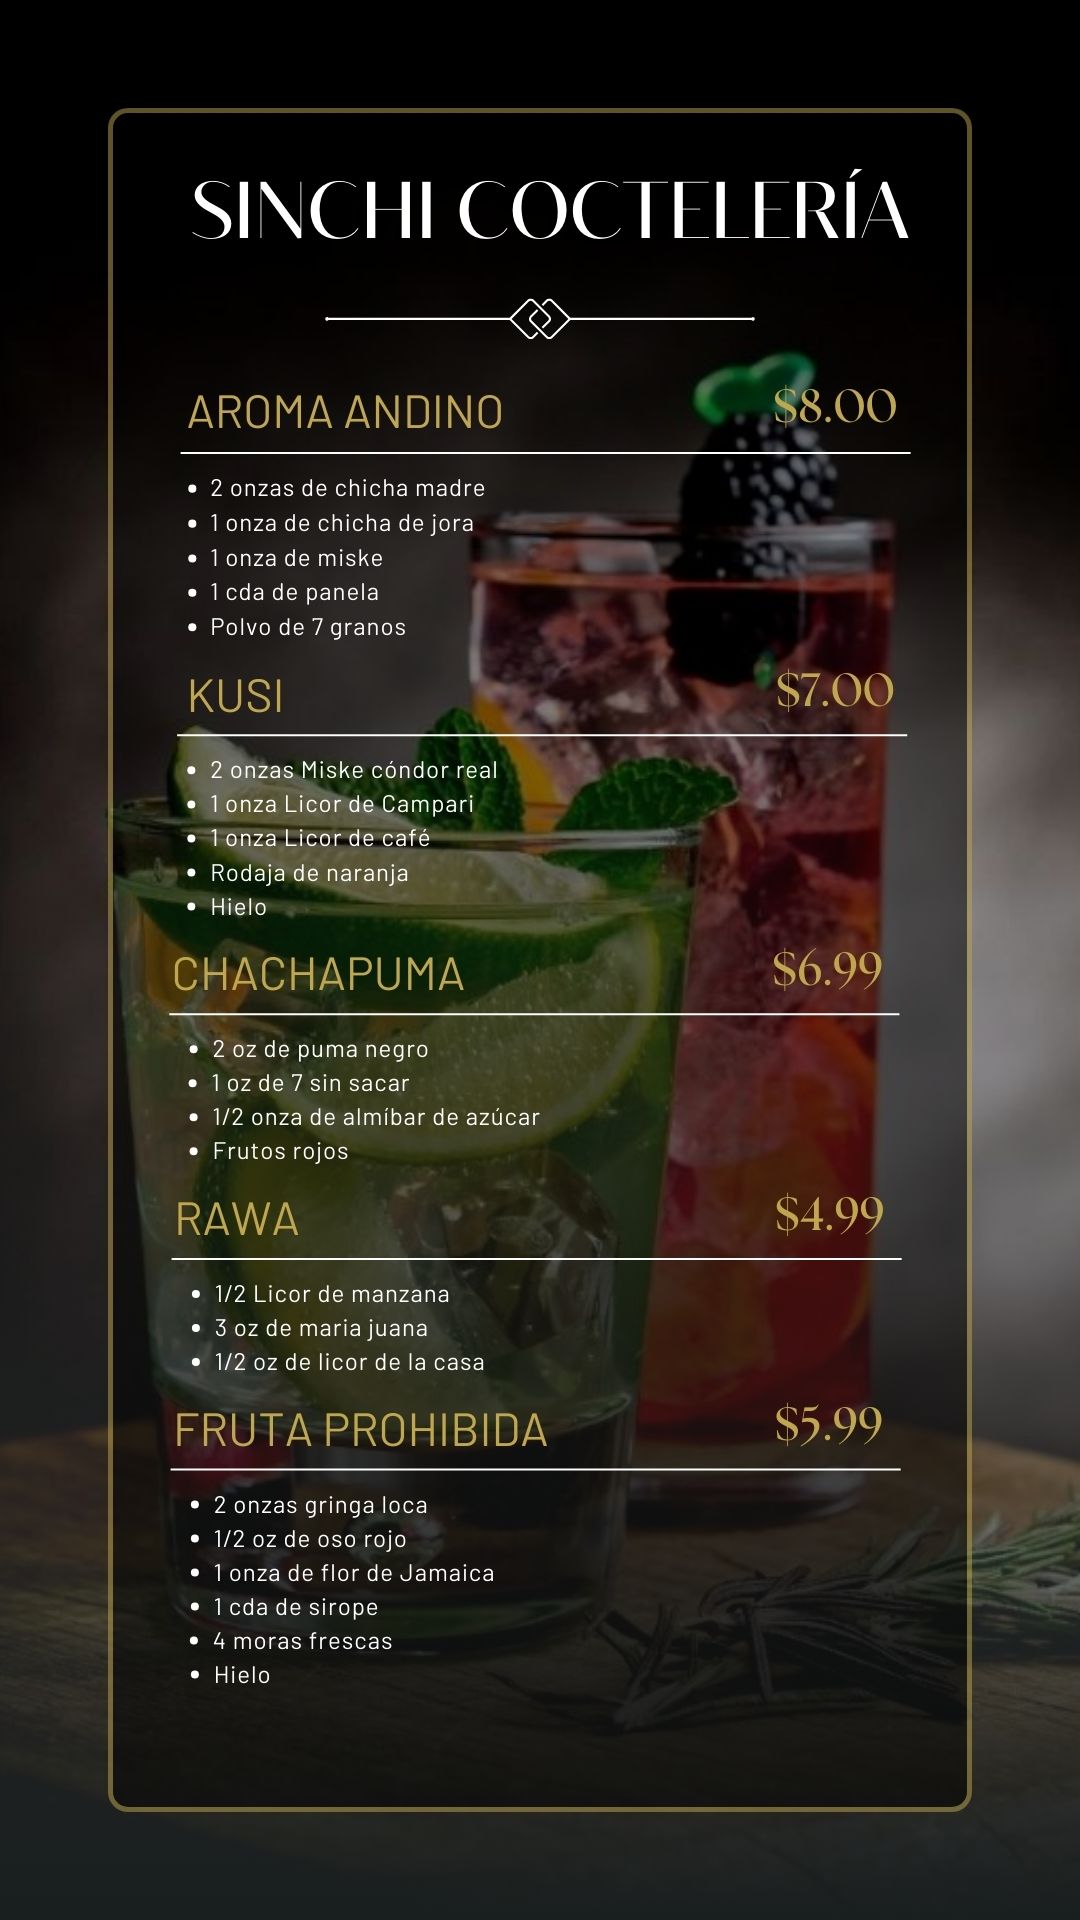 SINCHI COCTELERÍA
AROMA ANDINO $8.00
2 onzas de chicha madre
1 onza de chicha de jora
1 onza de miske
1 cda de panela
Polvo de 7 granos
KUSI $7.00
2 onzas Miske cóndor real
1 onza Licor de Campari
1 onza Licor de café
Rodaja de naranja
Hielo
CHACHAPUMA $6.99
2 oz de puma negro
1 oz de 7 sin sacar
1/2 onza de almíbar de azúcar
Frutos rojos
RAWA $4.99
1/2 Licor de manzana
3 oz de maria juana
1/2 oz de licor de la casa
FRUTA PROHIBIDA $5.99
2 onzas gringa loca
1/2 oz de oso rojo
1 onza de flor de Jamaica
1 cda de sirope
4 moras frescas
Hielo